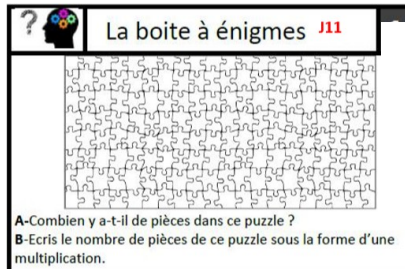 ? La boite à énigmes J11
A-Combien y a-t-il de pièces dans ce puzzle ?
B-Ecris le nombre de pièces de ce puzzle sous la forme d'une
multiplication.